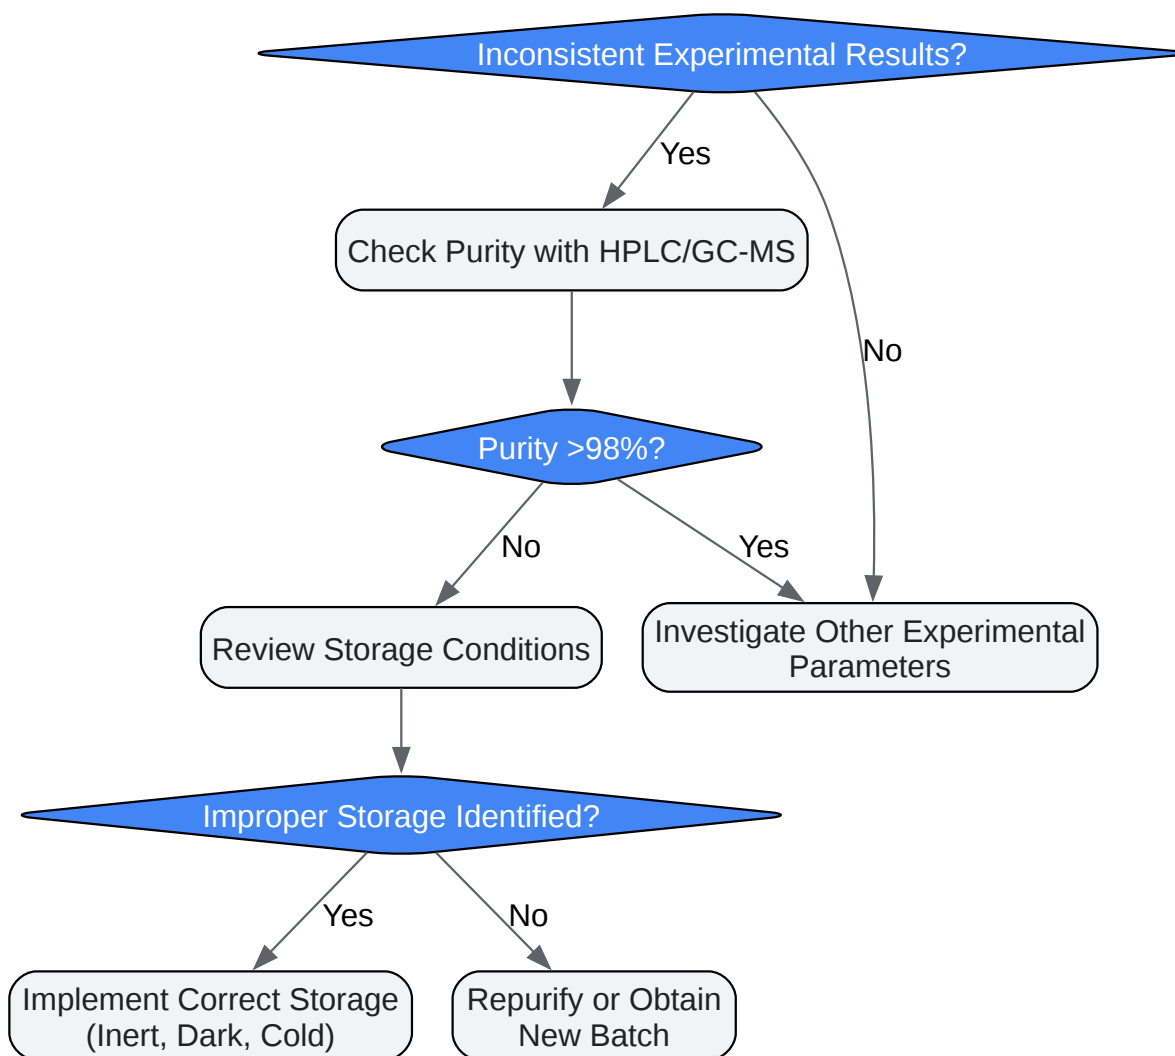 Inconsistent Experimental Results?
Yes
Check Purity with HPLC/GC-MS
No
Purity >98%?
No
Yes
Review Storage Conditions
Investigate Other Experimental
Parameters
Improper Storage Identified?
Yes
No
Implement Correct Storage
(Inert, Dark, Cold)
Repurify or Obtain
New Batch